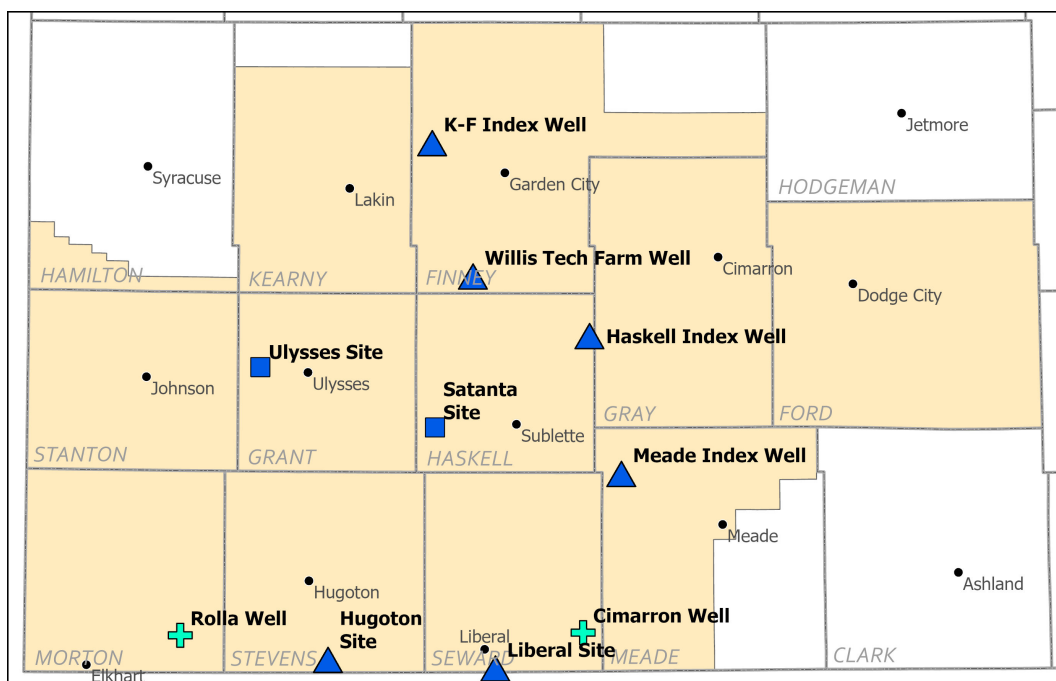 K-F Index Well
Jetmore
Syracuse
Garden City
Lakin
HODGEMAN
Willis Tech Farm Well
Cimarron
HAMILTON
KEARNY
FINNEY
Dodge City
Haskell Index Well
Ulysses Site
Ulysses
Johnson
Satanta
Site
Sublette
GRAY
FORD
STANTON
GRANT
HASKELL
Meade Index Well
Meade
Hugoton
Ashland
Rolla Well
Hugoton
Site
Cimarron Well
Liberal
Liberal Site
MORTON
STEVENS
SEWARD
MEADE
CLARK
Elkhart